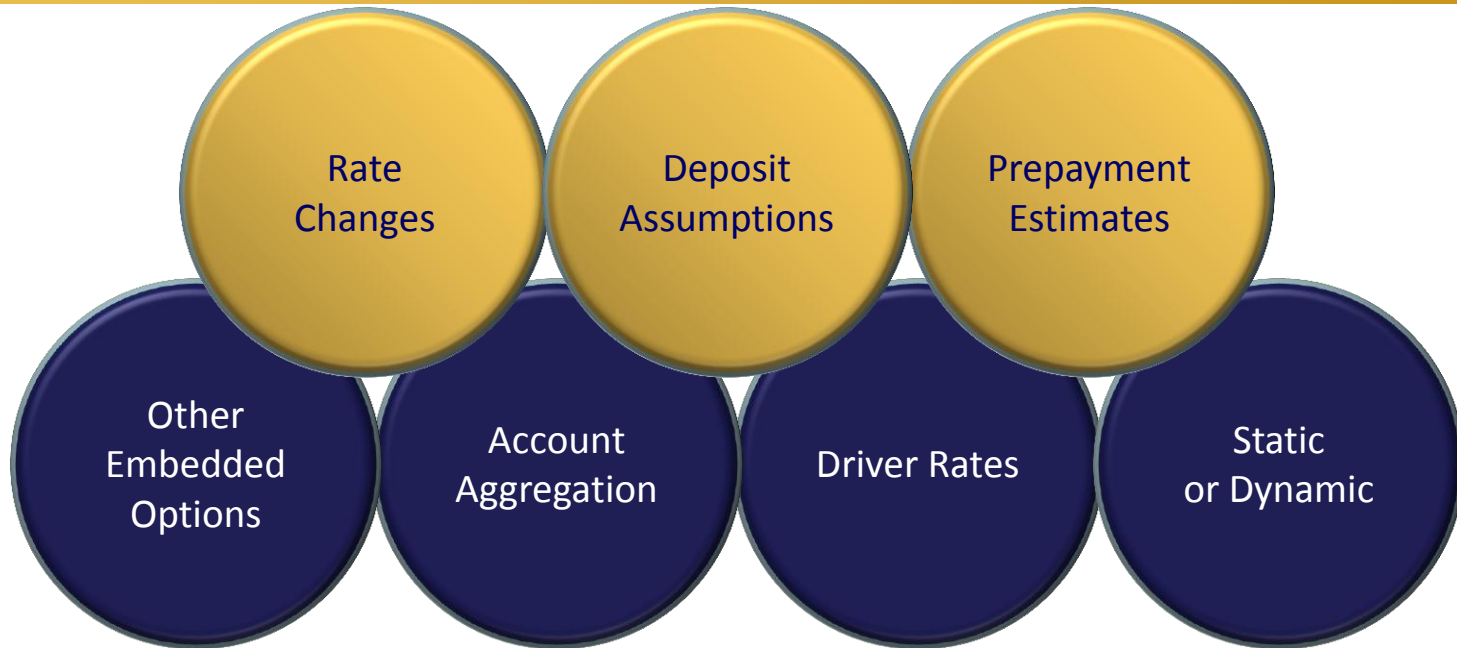 Rate
Changes
Deposit
Assumptions
Prepayment
Estimates
Other
Embedded
Options
Account
Aggregation
Driver Rates
Static
or Dynamic